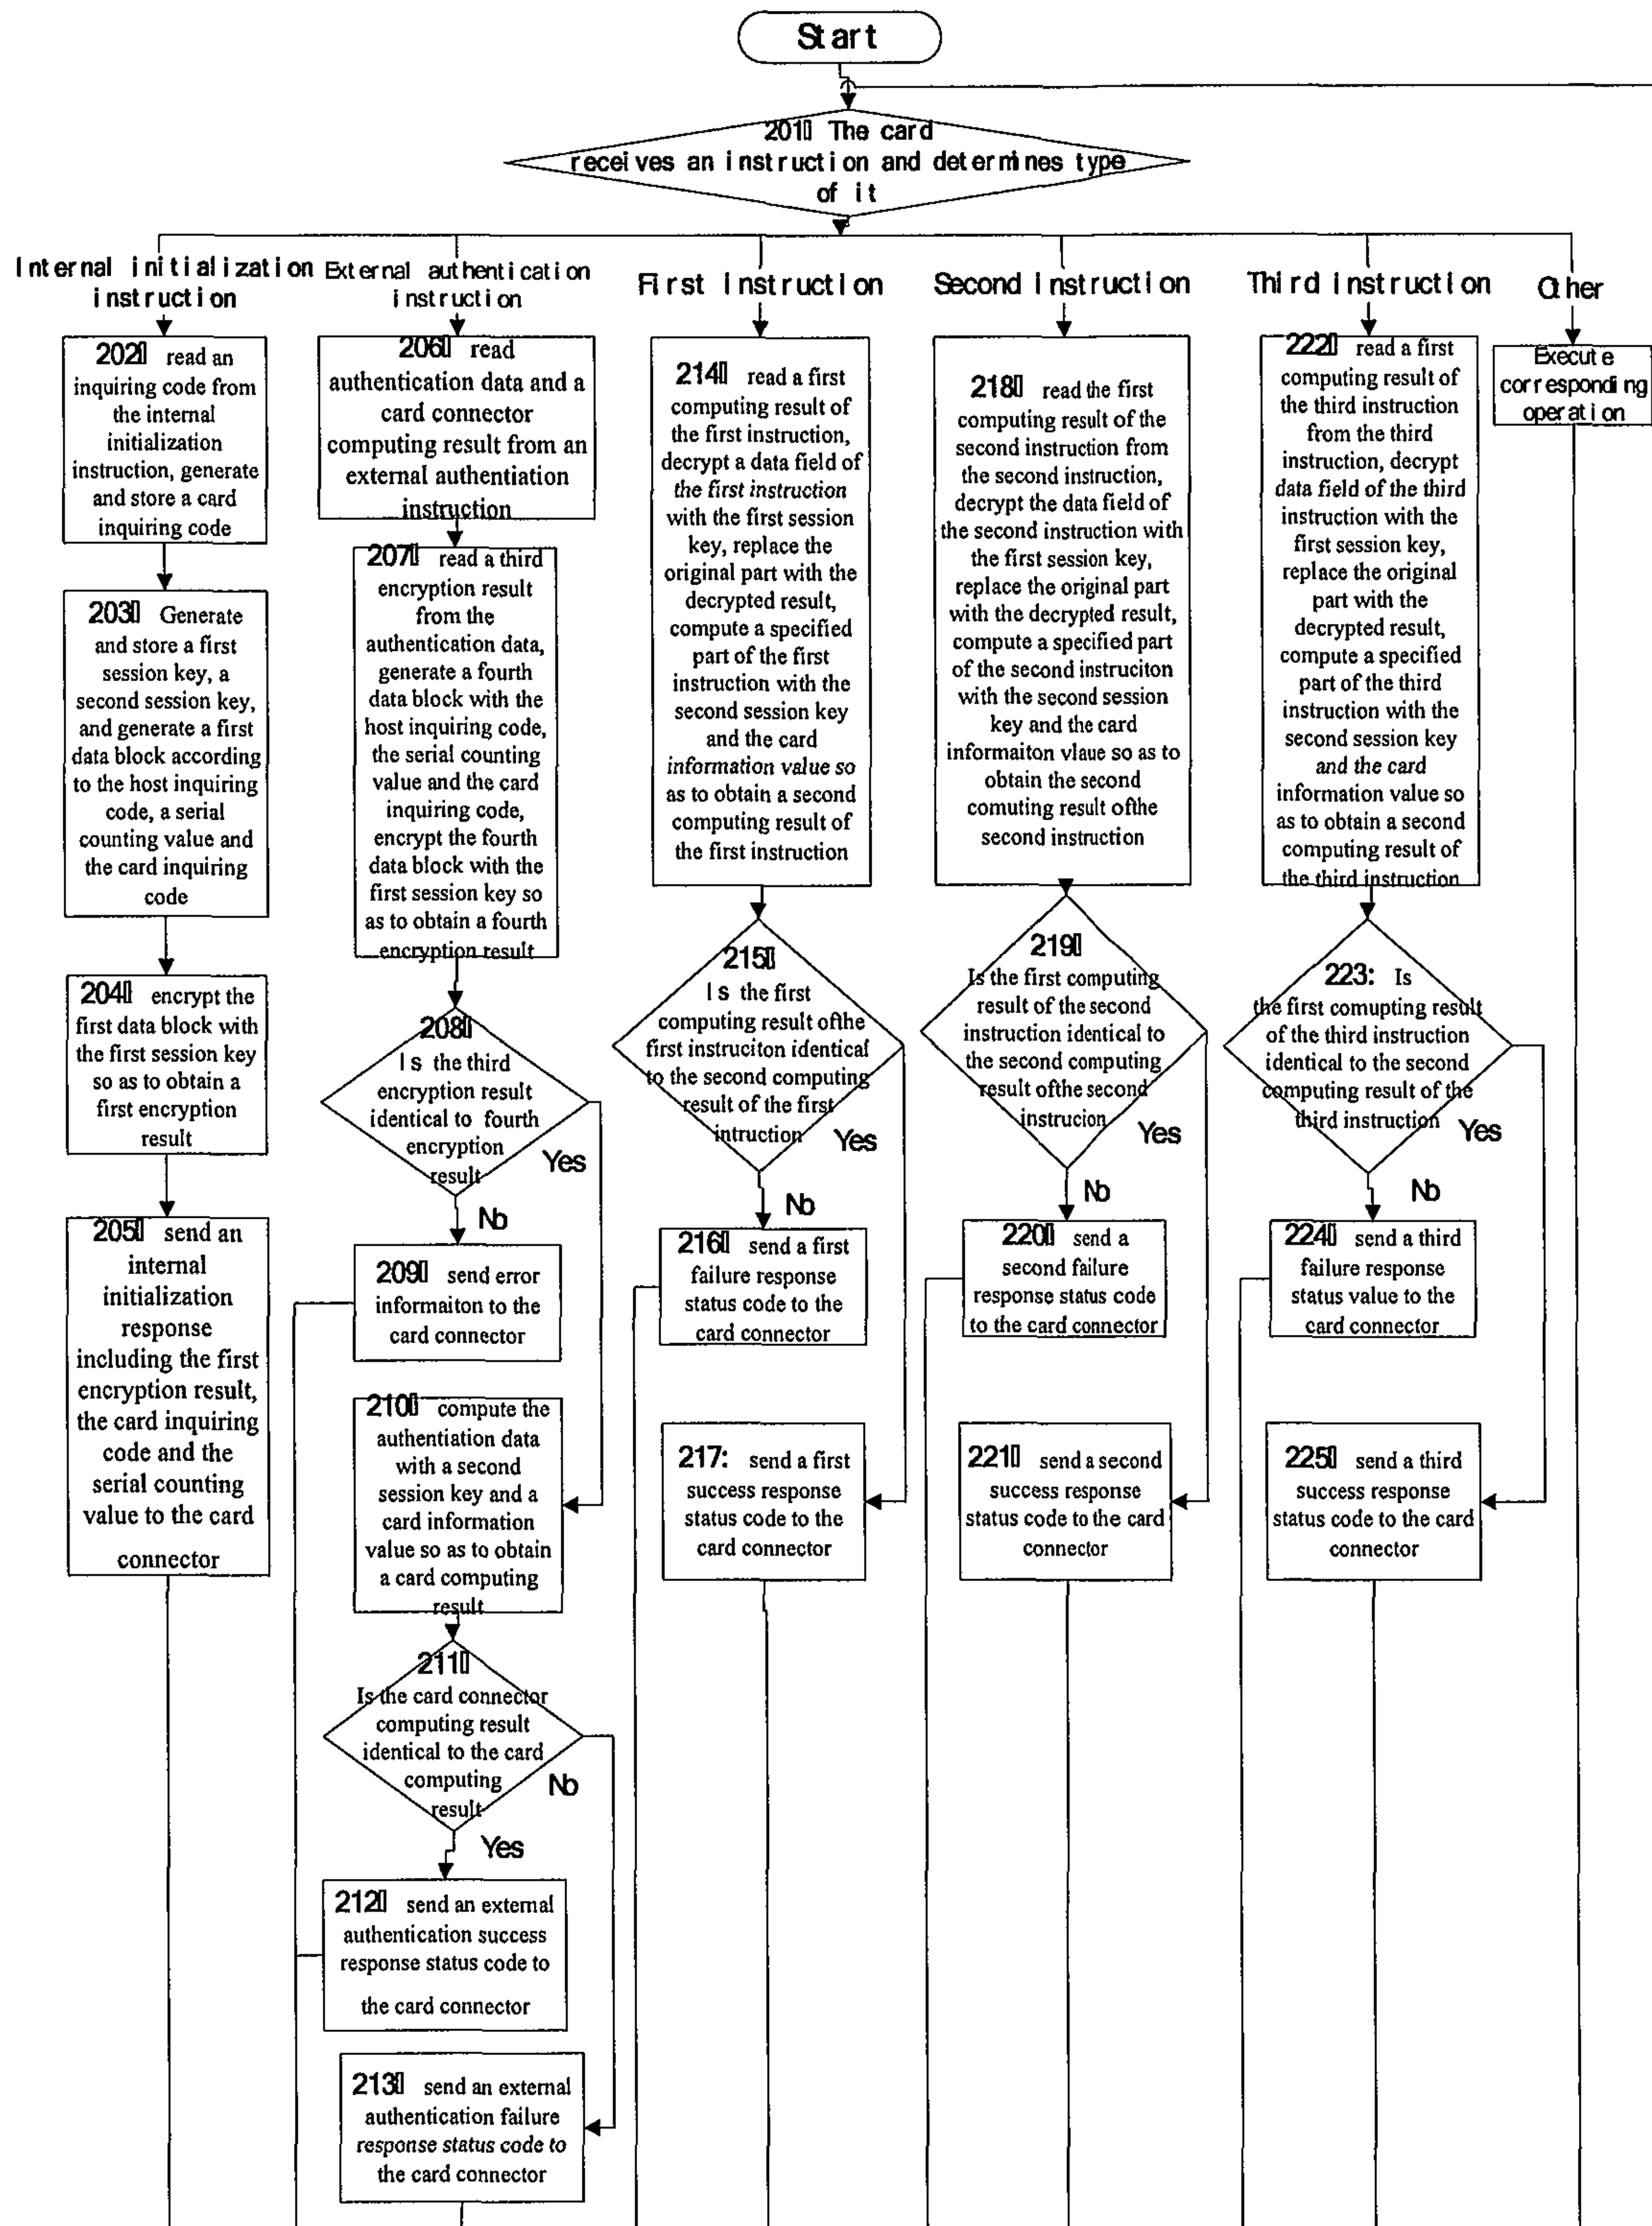 Start
201 The card
receives an instruction and determines type
of it
Internal initialization
instruction
External authentication
instruction
First instruction
Second instruction
Third instruction
Other
202 read an
inquiring code from
the internal
initialization
instruction, generate
and store a card
inquiring code
203 Generate
and store a first
session key, a
second session key,
and generate a first
data block according
to the host inquiring
code, a serial
counting value and
the card inquiring
code
204 encrypt the
first data block with
the first session key
so as to obtain a
first encryption
result
205 send an
internal
initialization
response
including the first
encryption result,
the card inquiring
code and the
serial counting
value to the card
connector
206 read
authentication data and a
card connector
computing result from an
external authentiation
instruction
207 read a third
encryption result
from the
authentication data,
generate a fourth
data block with the
host inquiring code,
the serial counting
value and the card
inquiring code,
encrypt the fourth
data block with the
first session key so
as to obtain a fourth
encryption result
208
Is the third
encryption result
identical to fourth
encryption
result
Yes
No
209 send error
informaiton to the
card connector
210 compute the
authentiation data
with a second
session key and a
card information
value so as to obtain
a card computing
result
211
Is the card connector
computing result
identical to the card
computing
result
No
Yes
212 send an external
authentication success
response status code to
the card connector
213 send an external
authentication failure
response status code to
the card connector
214 read a first
computing result of
the first instruction,
decrypt a data field of
the first instruction
with the first session
key, replace the
original part with the
decrypted result,
compute a specified
part of the first
instruction with the
second session key
and the card
information value so
as to obtain a second
computing result of
the first instruction
215
Is the first
computing result ofthe
first instruciton identical
to the second computing
result of the first
intruction
Yes
No
216 send a first
failure response
status code to the
card connector
217: send a first
success response
status code to the
card connector
218 read the first
computing result of the
second instruction from
the second instruction,
decrypt the data field of
the second instruction with
the first session key,
replace the original part
with the decrypted result,
compute a specified part
of the second instruciton
with the second session
key and the card
informaiton vlaue so as to
obtain the second
comuting result ofthe
second instruction
219
Is the first computing
result of the second
instruction identical to
the second computing
result ofthe second
instrucion
Yes
No
220 send a
second failure
response status code
to the card connector
221 send a second
success response
status code to the card
connector
222 read a first
computing result of
the third instruction
from the third
instruction, decrypt
data field of the third
instruction with the
first session key,
replace the original
part with the
decrypted result,
compute a specified
part of the third
instruction with the
second session key
and the card
information value so
as to obtain a second
computing result of
the third instruction
223: Is
the first comupting result
of the third instruction
identical to the second
computing result of the
third instruction
Yes
No
224 send a third
failure response
status value to the
card connector
225 send a third
success response
status code to the card
connector
Execute
corresponding
operation